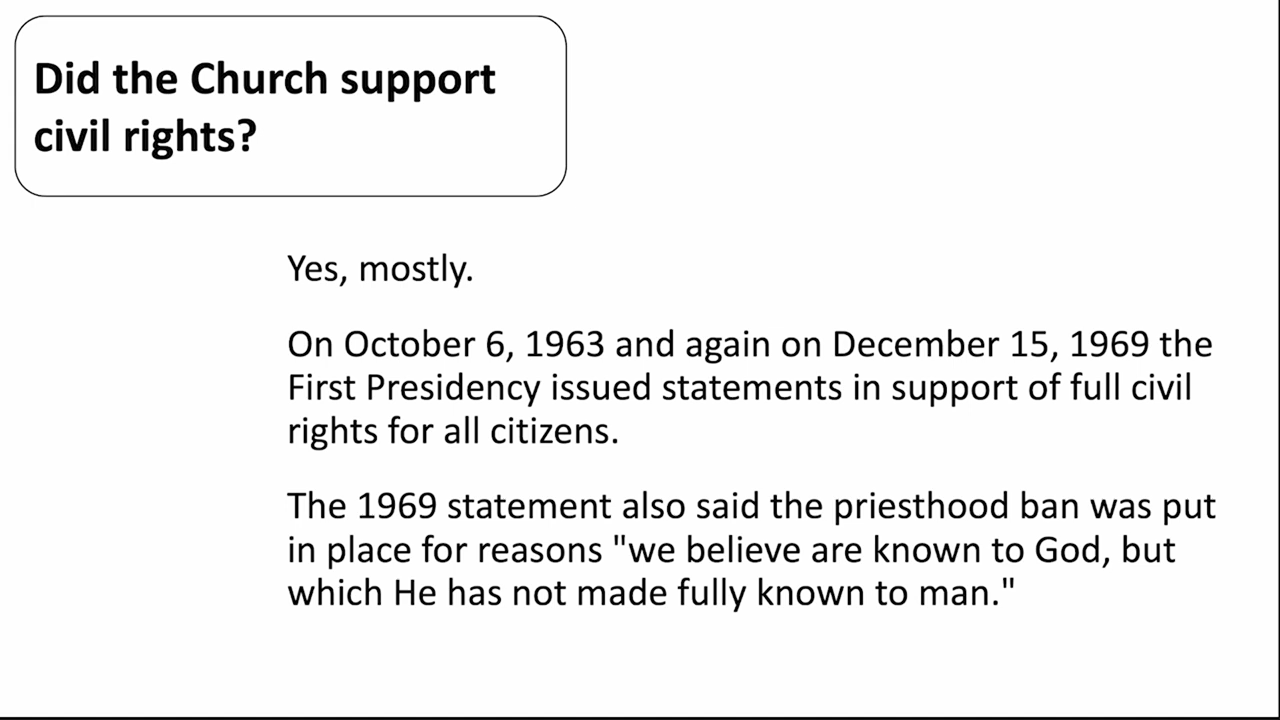 Did the Church support
civil rights?
Yes, mostly.
On October 6, 1963 and again on December 15, 1969 the
First Presidency issued statements in support of full civil
rights for all citizens.
The 1969 statement also said the priesthood ban was put
in place for reasons "we believe are known to God, but
which He has not made fully known to man."